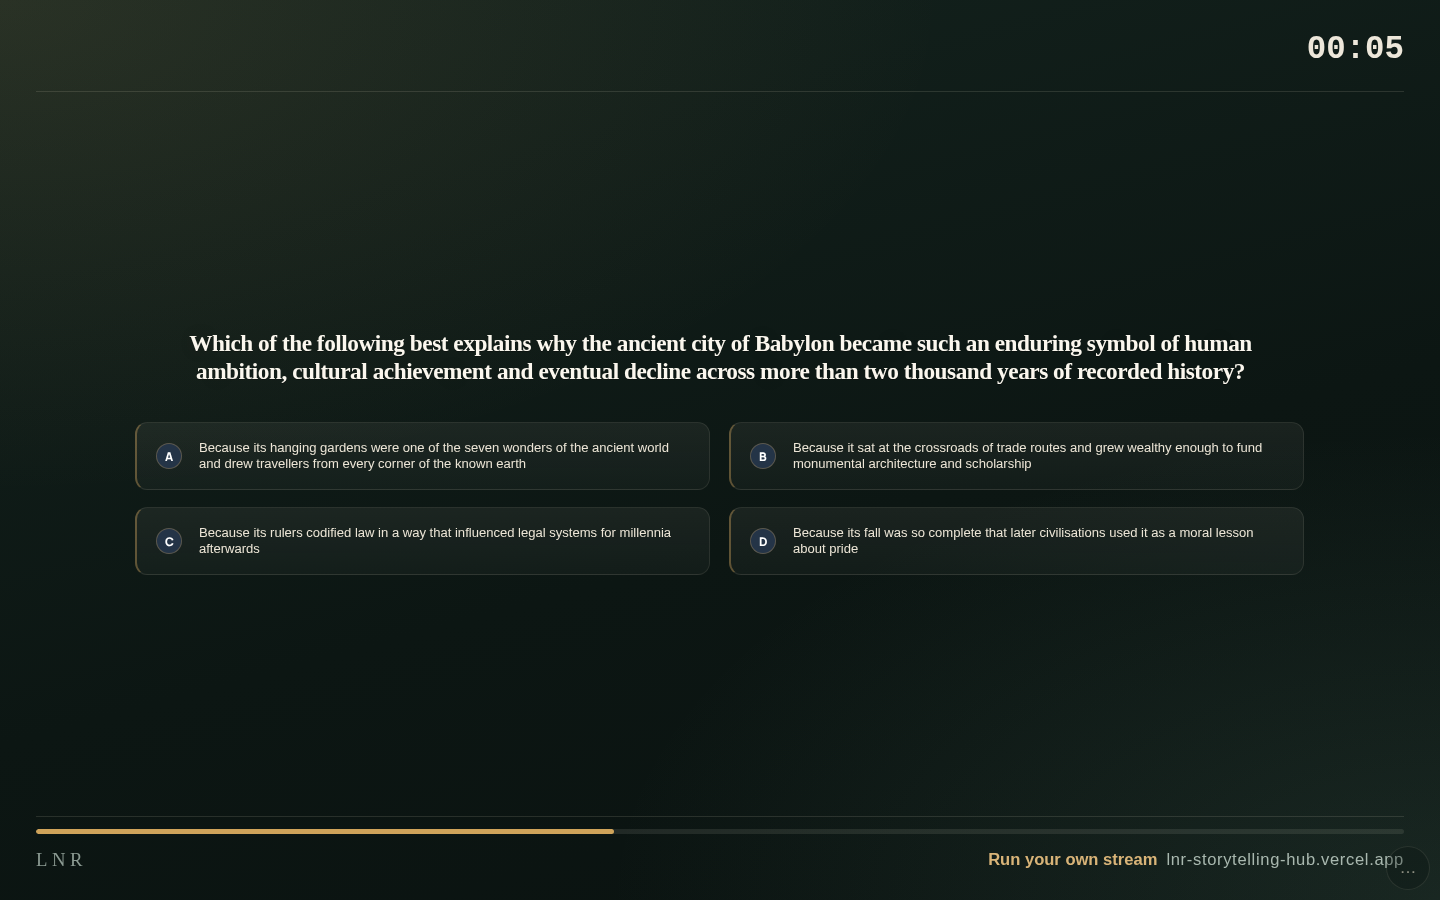 00:05
Which of the following best explains why the ancient city of Babylon became such an enduring symbol of human
ambition, cultural achievement and eventual decline across more than two thousand years of recorded history?
A
Because its hanging gardens were one of the seven wonders of the ancient world
and drew travellers from every corner of the known earth
B
Because it sat at the crossroads of trade routes and grew wealthy enough to fund
monumental architecture and scholarship
C
Because its rulers codified law in a way that influenced legal systems for millennia
afterwards
D
Because its fall was so complete that later civilisations used it as a moral lesson
about pride
LNR
Run your own stream lnr-storytelling-hub.vercel.app
...